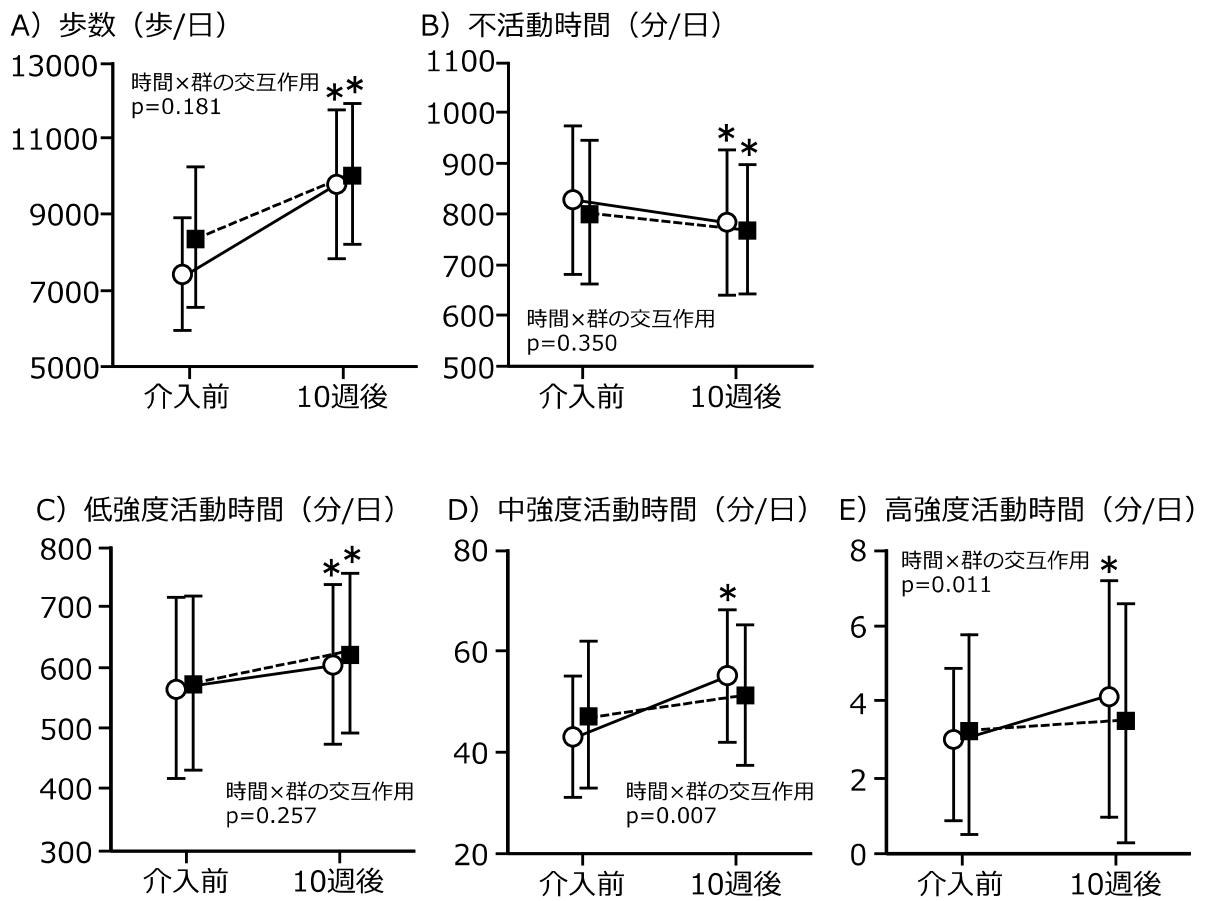 A）歩数（歩/日）
13000
11000
9000
7000
5000
時間×群の交互作用
p=0.181
* *
介入前
10週後
B）不活動時間（分/日）
1100
1000
900
800
700
600
500
* *
時間×群の交互作用
p=0.350
介入前
10週後
C）低強度活動時間（分/日）
800
700
600
500
400
300
* *
時間×群の交互作用
p=0.257
介入前
10週後
D）中強度活動時間（分/日）
80
60
40
20
*
時間×群の交互作用
p=0.007
介入前
10週後
E）高強度活動時間（分/日）
8
6
4
2
0
時間×群の交互作用
p=0.011
*
介入前
10週後